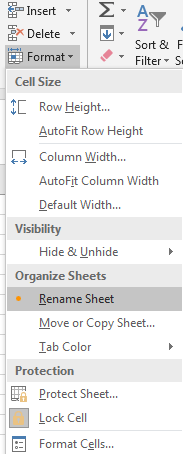 Insert
Delete
Format
Sort &
Filter
Cell Size
Row Height...
AutoFit Row Height
Column Width...
AutoFit Column Width
Default Width...
Visibility
Hide & Unhide
Organize Sheets
Rename Sheet
Move or Copy Sheet...
Tab Color
Protection
Protect Sheet...
Lock Cell
Format Cells...